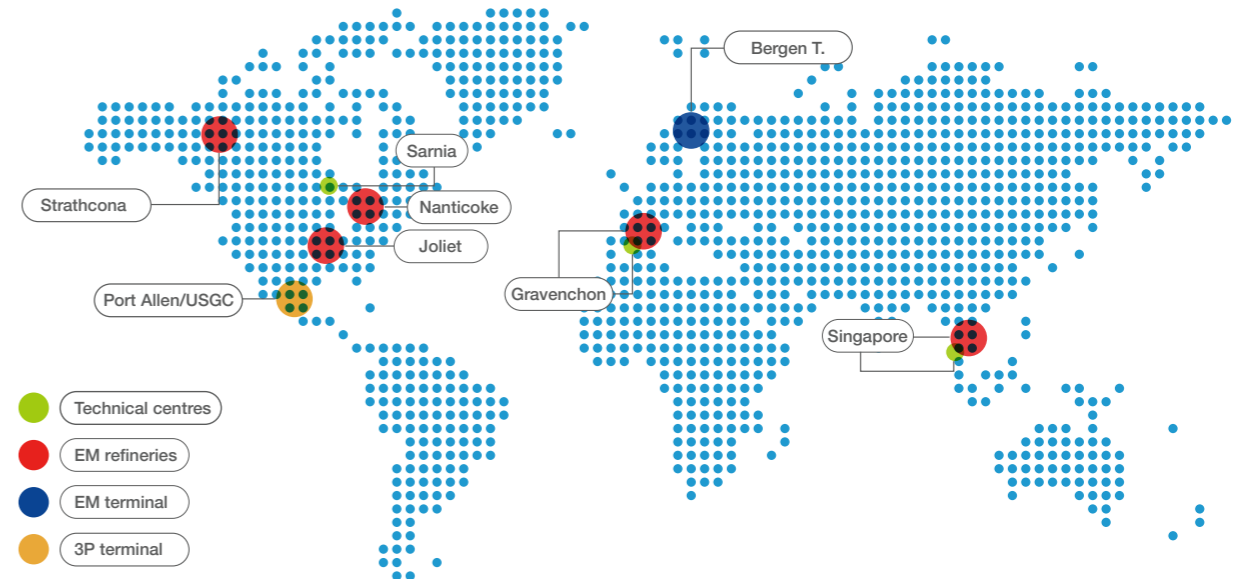 Bergen T.
Sarnia
Strathcona
Nanticoke
Joliet
Port Allen/USGC
Gravenchon
Singapore
Technical centres
EM refineries
EM terminal
3P terminal